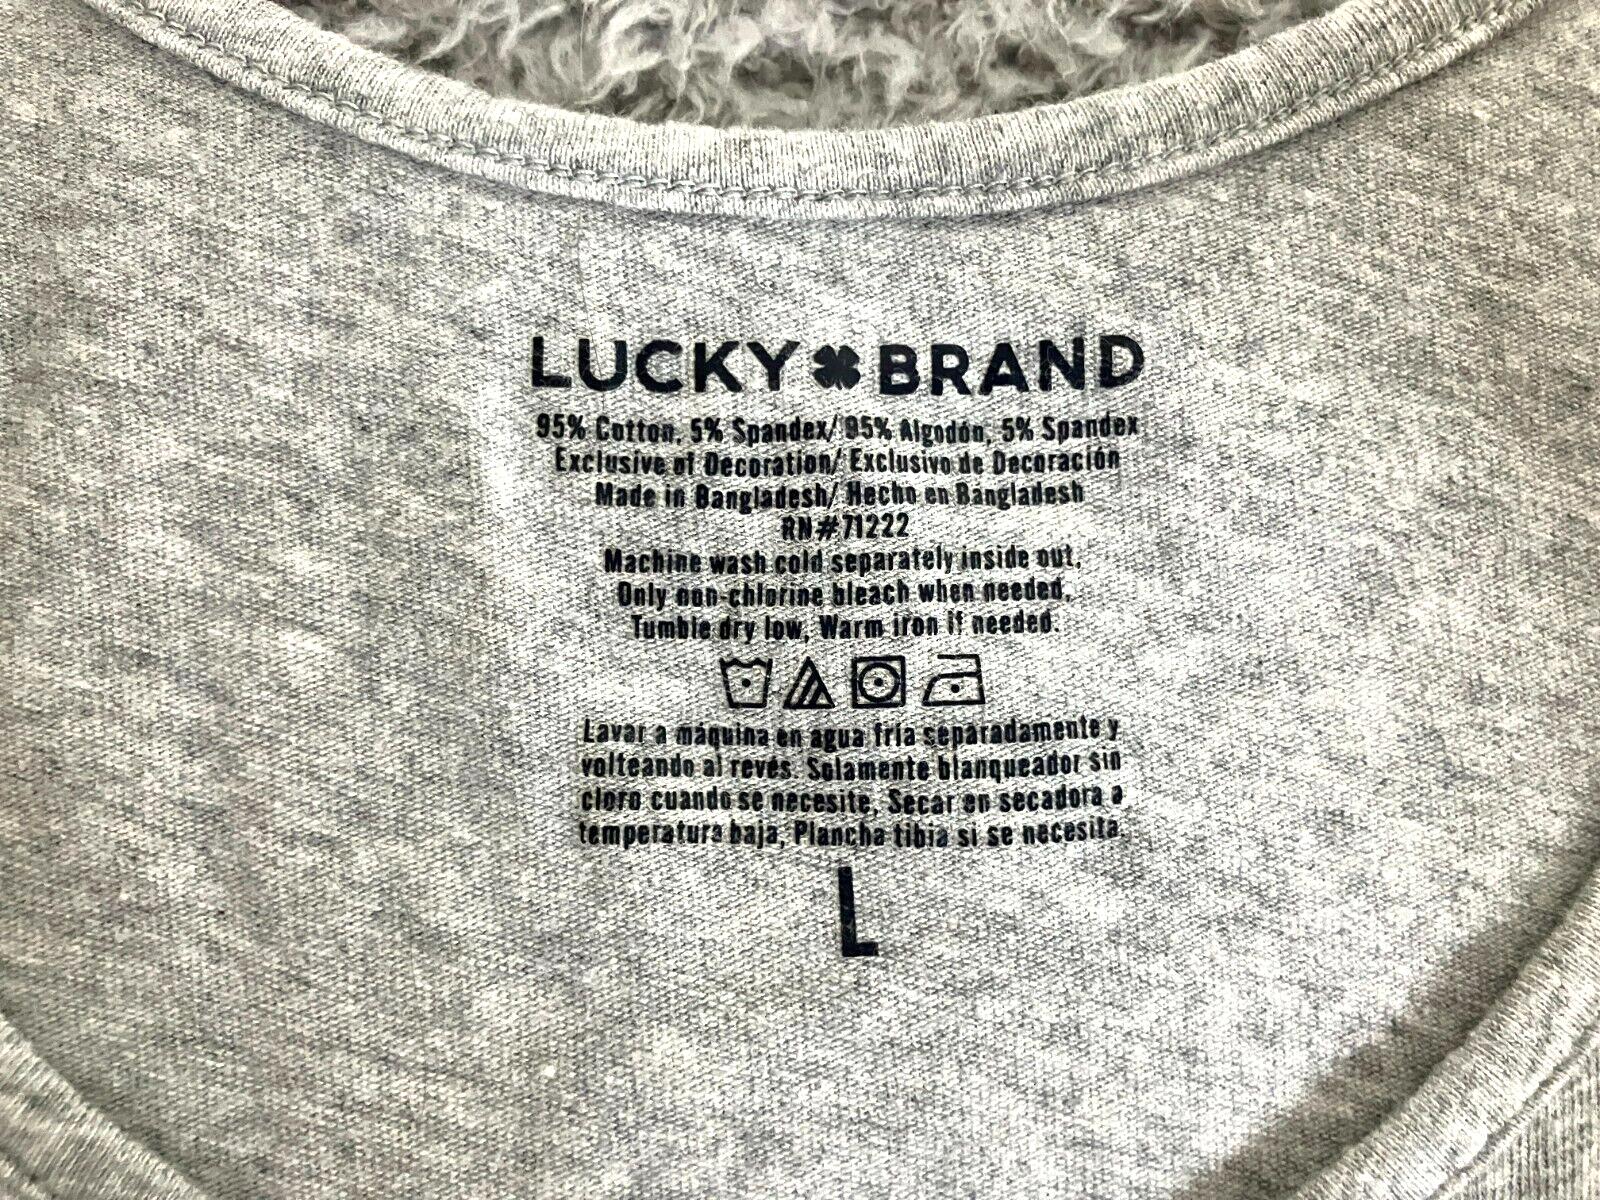 LUCKY BRAND
95% Cotton, 5% Spandex/ 95% Algodón, 5% Spandex
Exclusive of Decoration/ Exclusivo de Decoración
Made in Bangladesh/ Hecho en Bangladesh
RN#71222
Machine wash cold separately inside out,
Only non-chlorine bleach when needed,
Tumble dry low, Warm iron if needed.
Lavar a máquina en agua fría separadamente y
volteando al revés. Solamente blanqueador sin
cloro cuando se necesite, Secar en secadora a
temperatura baja, Plancha tibia si se necesita.
L